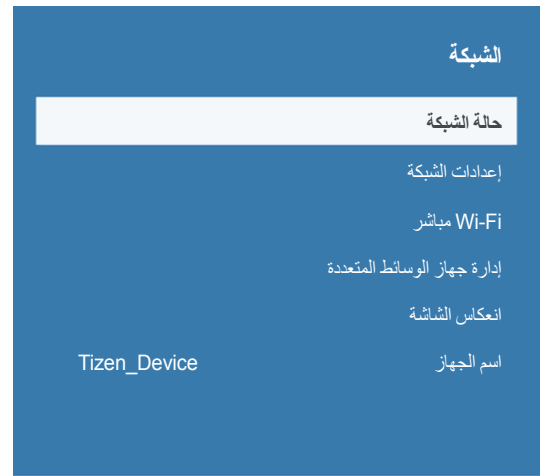 الشبكة
حالة الشبكة
إعدادات الشبكة
Wi-Fi مباشر
إدارة جهاز الوسائط المتعددة
انعكاس الشاشة
اسم الجهاز Tizen_Device